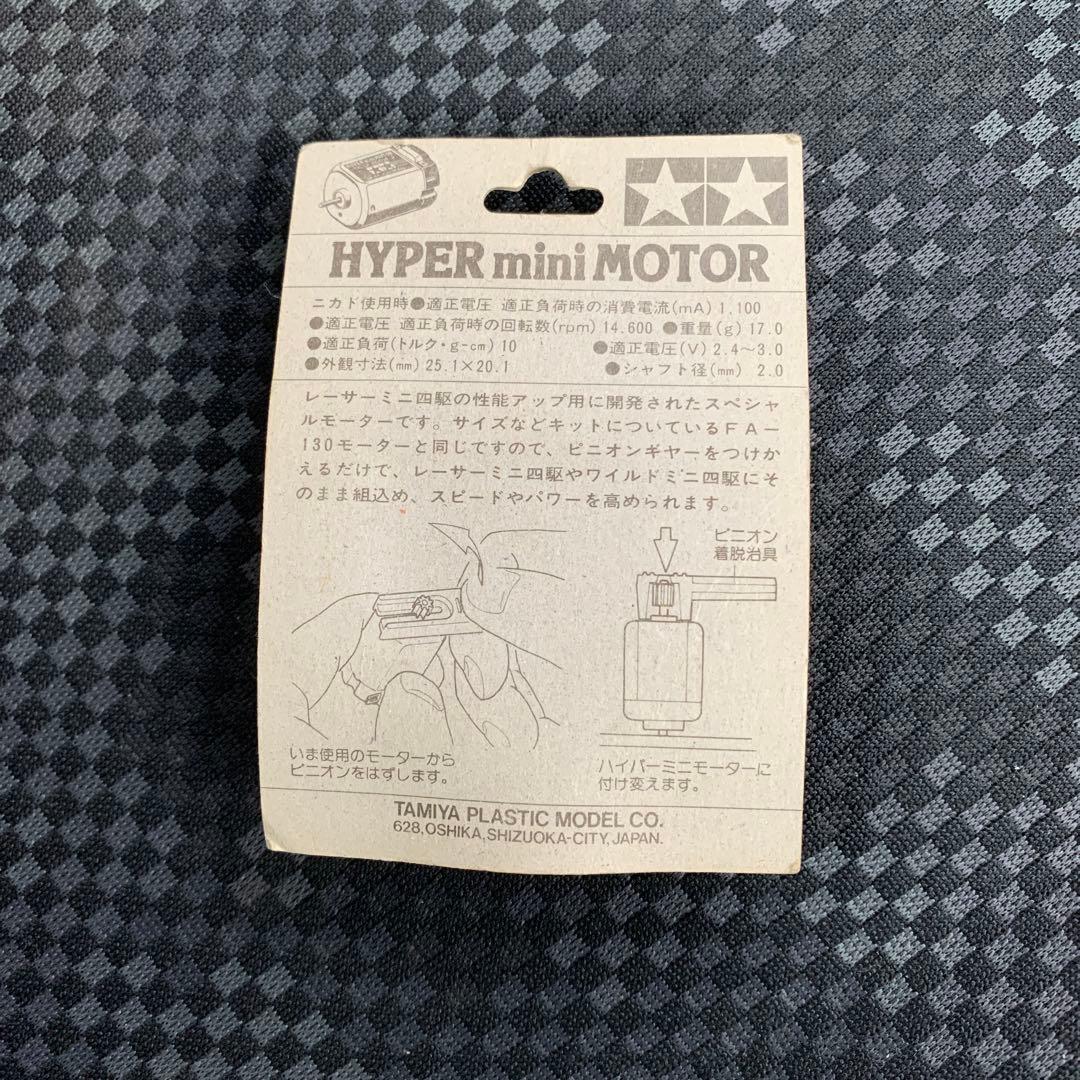 HYPER mini MOTOR
ニカド使用時●適正電圧 適正負荷時の消費電流(mA) 1,100
●適正電圧 適正負荷時の回転数(rpm) 14,600 ●重量(g) 17.0
●適正負荷(トルク・g-cm) 10 ●適正電圧(V) 2.4〜3.0
●外観寸法(mm) 25.1×20.1 ●シャフト径(mm) 2.0
レーサーミニ四駆の性能アップ用に開発されたスペシャ
ルモーターです。サイズなどキットについているFA-
130モーターと同じですので、ピニオンギヤーをつけか
えるだけで、レーサーミニ四駆やワイルドミニ四駆にそ
のまま組込め、スピードやパワーを高められます。
ピニオン
着脱治具
いま使用のモーターから
ピニオンをはずします。
ハイパーミニモーターに
付け変えます。
TAMIYA PLASTIC MODEL CO.
628, OSHIKA, SHIZUOKA-CITY, JAPAN.